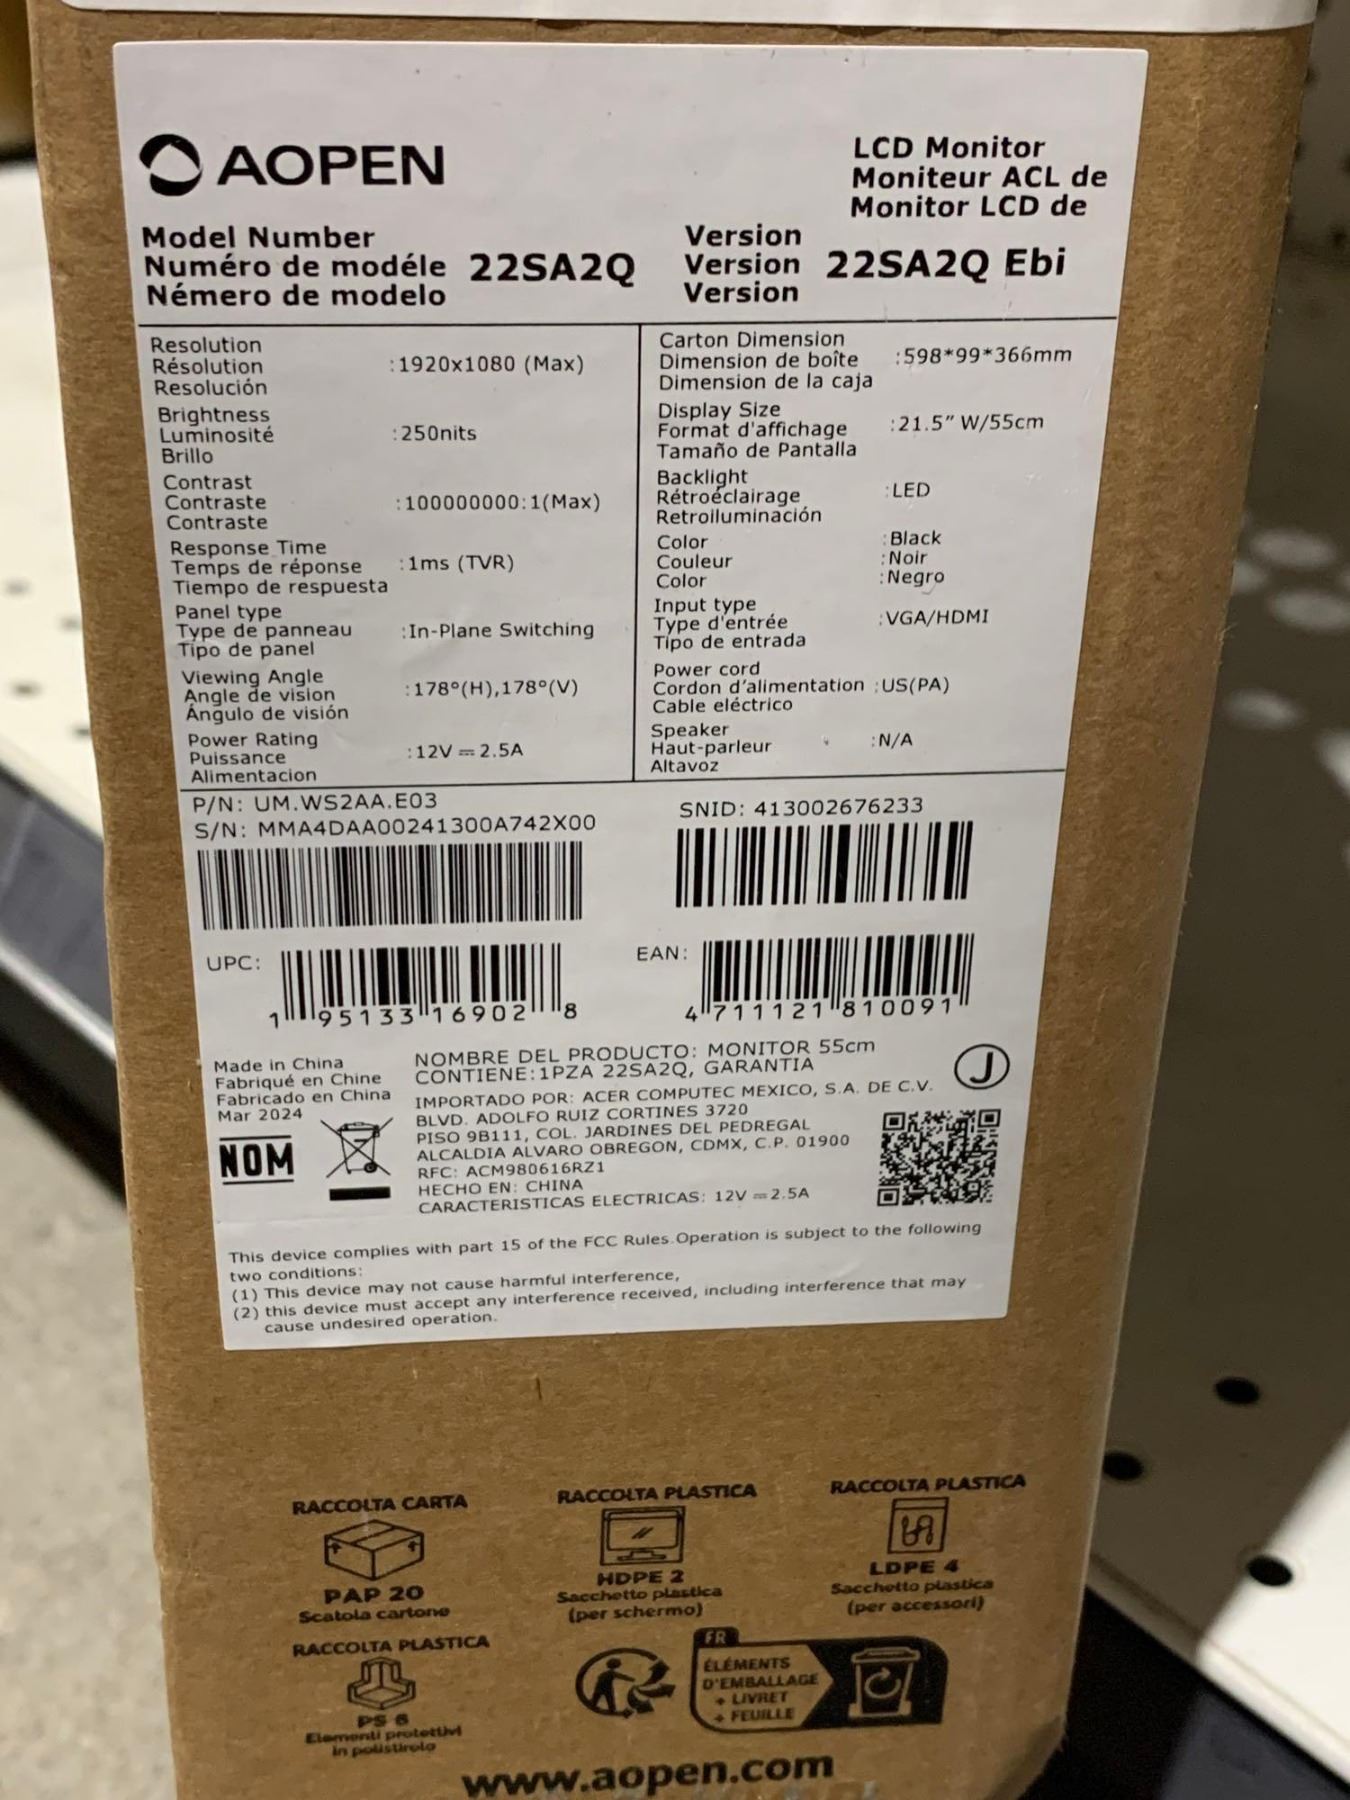 AOPEN
LCD Monitor
Moniteur ACL de
Monitor LCD de
Model Number
Numéro de modéle 22SA2Q
Némero de modelo
Version
Version 22SA2Q Ebi
Version
Resolution
Résolution :1920x1080 (Max)
Resolución
Brightness
Luminosité :250nits
Brillo
Contrast
Contraste :100000000:1(Max)
Contraste
Response Time
Temps de réponse :1ms (TVR)
Tiempo de respuesta
Panel type
Type de panneau :In-Plane Switching
Tipo de panel
Viewing Angle
Angle de vision :178°(H),178°(V)
Ángulo de visión
Power Rating
Puissance :12V⎓2.5A
Alimentacion
Carton Dimension
Dimension de boîte :598*99*366mm
Dimension de la caja
Display Size
Format d'affichage :21.5” W/55cm
Tamaño de Pantalla
Backlight
Rétroéclairage :LED
Retroiluminación
Color :Black
Couleur :Noir
Color :Negro
Input type
Type d'entrée :VGA/HDMI
Tipo de entrada
Power cord
Cordon d’alimentation :US(PA)
Cable eléctrico
Speaker
Haut-parleur :N/A
Altavoz
P/N: UM.WS2AA.E03
S/N: MMA4DAA00241300A742X00
SNID: 413002676233
UPC:
1 95133 16902 8
EAN:
4 711121 810091
Made in China
Fabriqué en Chine
Fabricado en China
Mar 2024
NOM
NOMBRE DEL PRODUCTO: MONITOR 55cm
CONTIENE:1PZA 22SA2Q, GARANTIA
IMPORTADO POR: ACER COMPUTEC MEXICO, S.A. DE C.V.
BLVD. ADOLFO RUIZ CORTINES 3720
PISO 9B111, COL. JARDINES DEL PEDREGAL
ALCALDIA ALVARO OBREGON, CDMX, C.P. 01900
RFC: ACM980616RZ1
HECHO EN: CHINA
CARACTERISTICAS ELECTRICAS: 12V⎓2.5A
J
This device complies with part 15 of the FCC Rules.Operation is subject to the following
two conditions:
(1) This device may not cause harmful interference,
(2) this device must accept any interference received, including interference that may
cause undesired operation.
RACCOLTA CARTA
PAP 20
Scatola cartone
RACCOLTA PLASTICA
HDPE 2
Sacchetto plastica
(per schermo)
RACCOLTA PLASTICA
LDPE 4
Sacchetto plastica
(per accessori)
RACCOLTA PLASTICA
PS 6
Elementi protettivi
in polistirolo
FR
ÉLÉMENTS
D'EMBALLAGE
+ LIVRET
+ FEUILLE
www.aopen.com